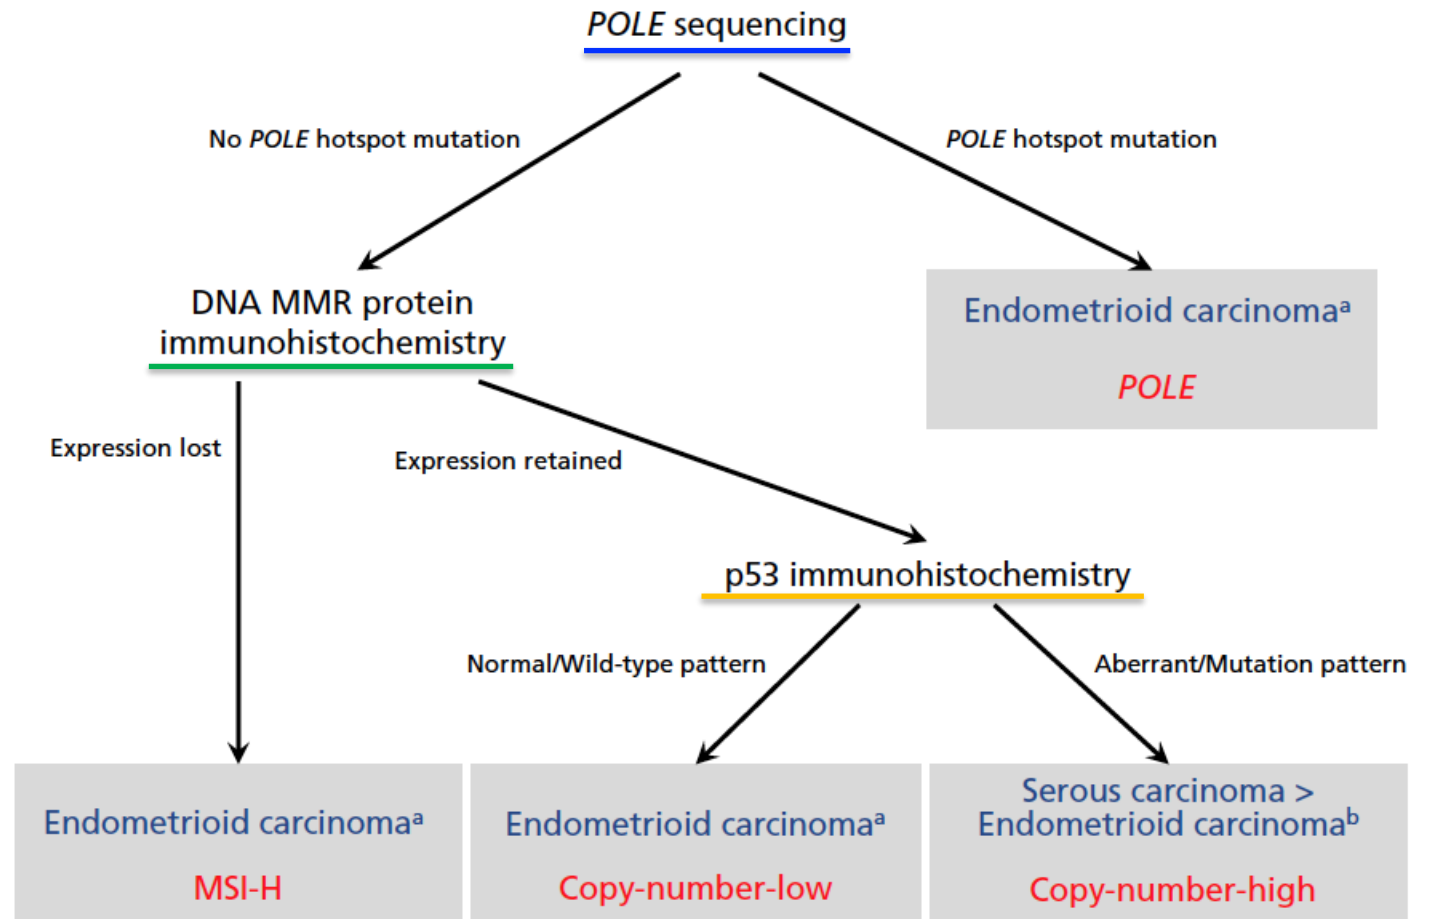 POLE sequencing
No POLE hotspot mutation
POLE hotspot mutation
DNA MMR protein
immunohistochemistry
Endometrioid carcinomaᵃ
POLE
Expression lost
Expression retained
p53 immunohistochemistry
Normal/Wild-type pattern
Aberrant/Mutation pattern
Endometrioid carcinomaᵃ
MSI-H
Endometrioid carcinomaᵃ
Copy-number-low
Serous carcinoma >
Endometrioid carcinomaᵇ
Copy-number-high